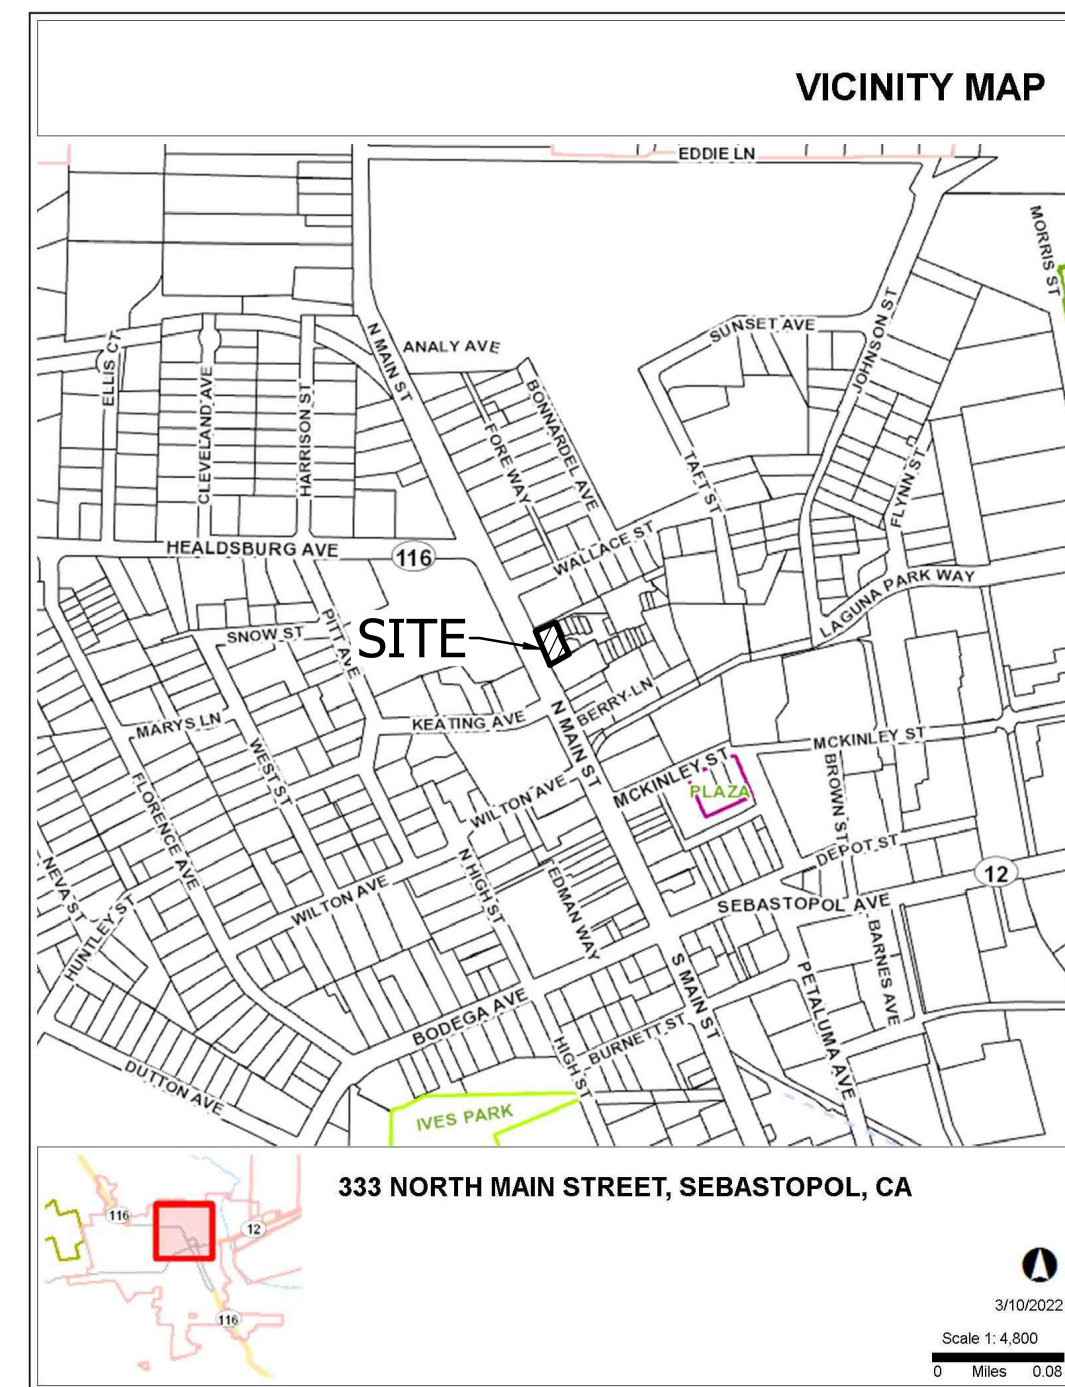 VICINITY MAP
EDDIE LN
MORRIS ST
N MAIN ST
ANALY AVE
SUNSET AVE
JOHNSON ST
ELLIS CT
CLEVELAND AVE
HARRISON ST
FORE WAY
BONNARDEL AVE
TAFT ST
FLYNN ST
HEALDSBURG AVE
116
WALLACE ST
LAGUNA PARK WAY
SNOW ST
PITT AVE
SITE
BERRY LN
MARYS LN
KEATING AVE
N MAIN ST
WEST ST
MCKINLEY ST
MCKINLEY ST
PLAZA
BROWN ST
FLORENCE AVE
WILTON AVE
DEPOT ST
NEVA ST
N HIGH ST
EDMAN WAY
12
WILTON AVE
SEBASTOPOL AVE
HUNTLEY ST
BARNES AVE
S MAIN ST
PETALUMA AVE
BODEGA AVE
BURNETT ST
HIGH ST
DUTTON AVE
IVES PARK
333 NORTH MAIN STREET, SEBASTOPOL, CA
116
12
116
3/10/2022
Scale 1: 4,800
0 Miles 0.08